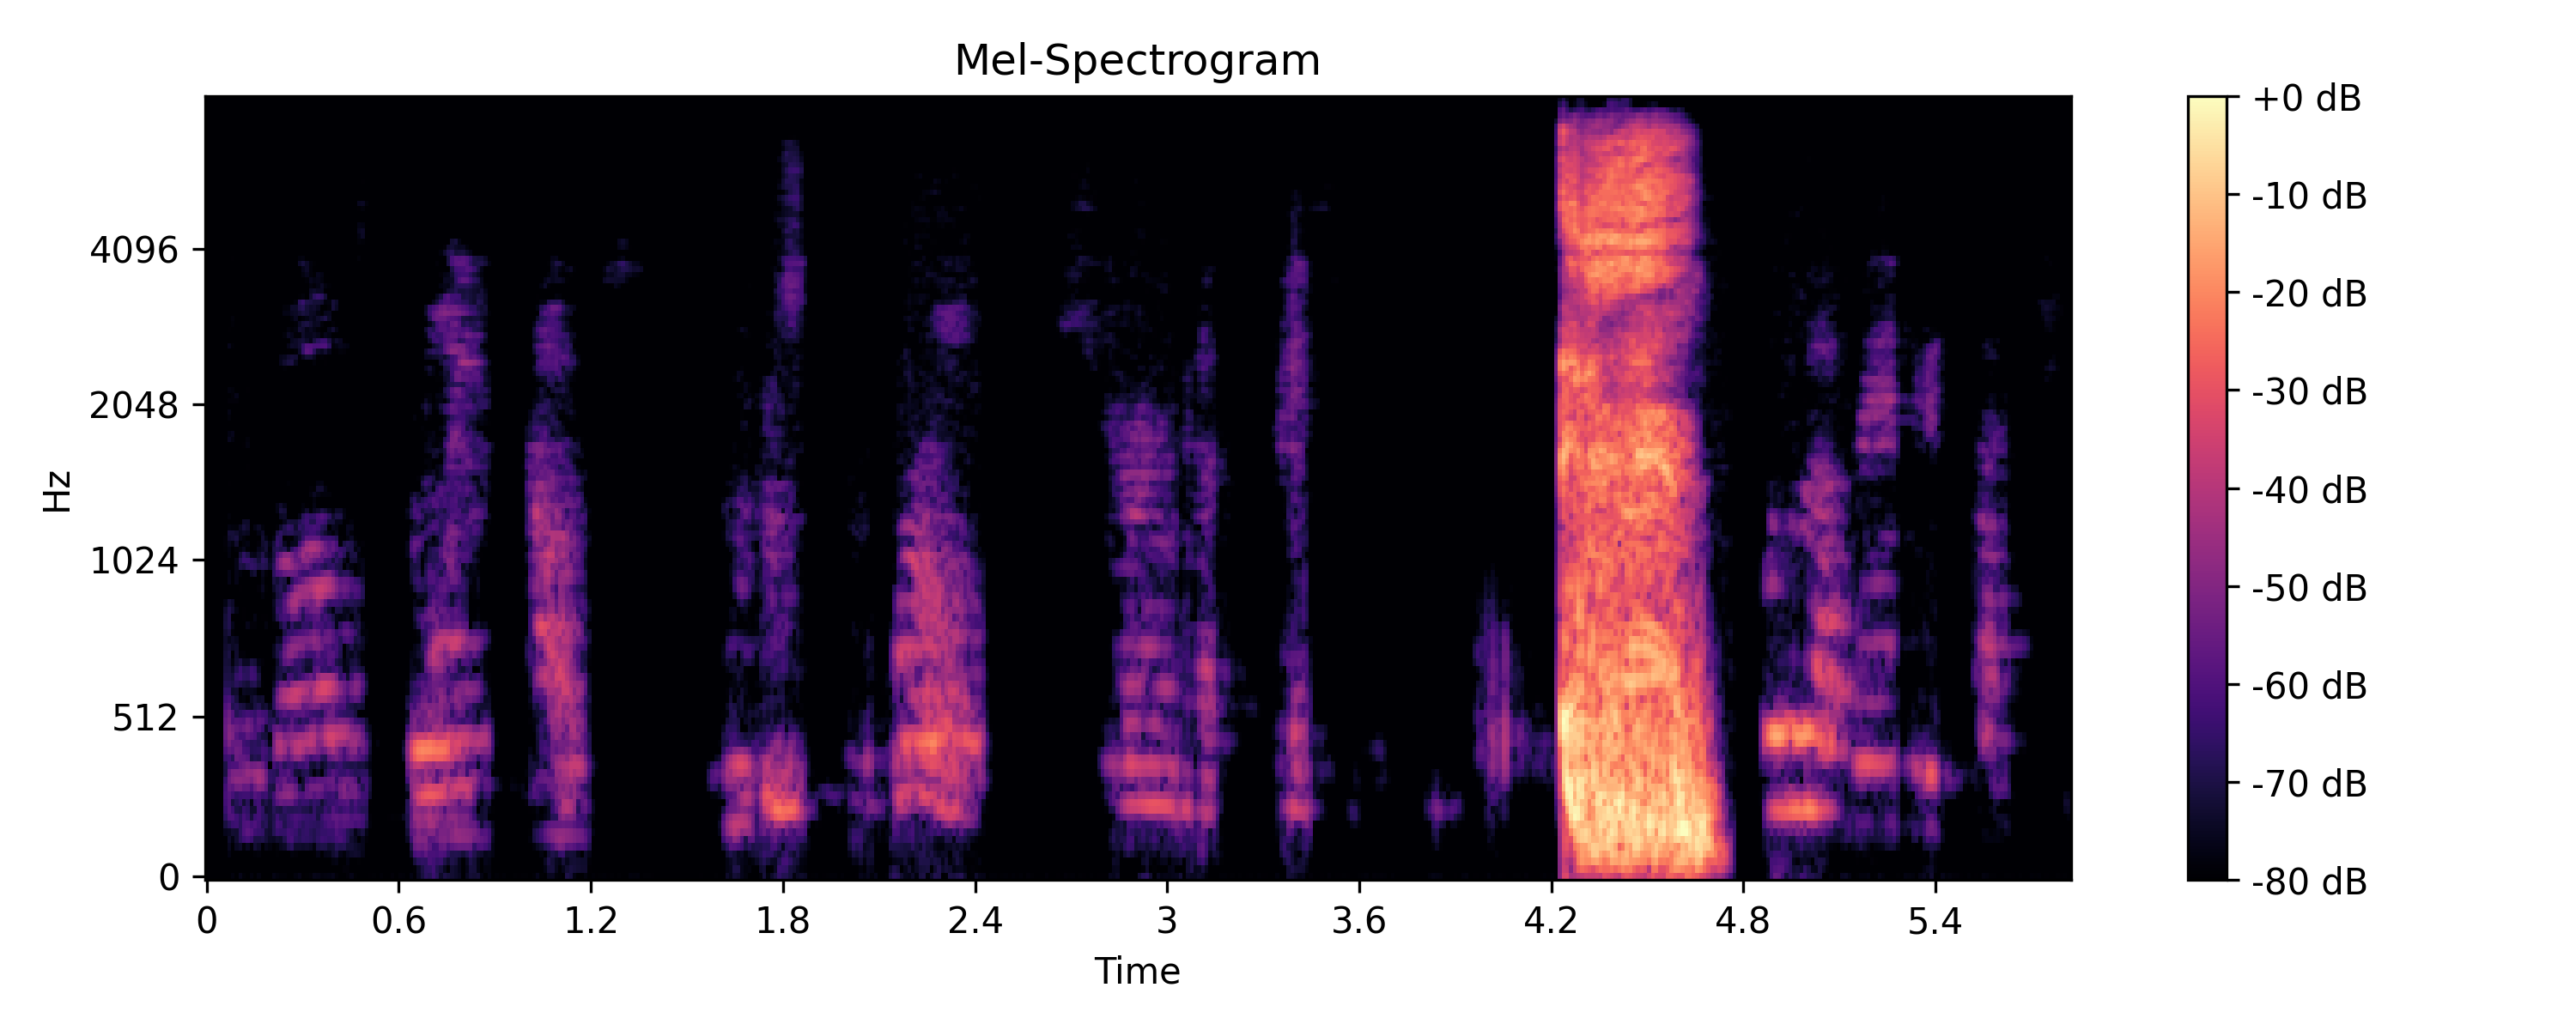 Mel-Spectrogram
+0 dB
-10 dB
-20 dB
-30 dB
-40 dB
-50 dB
-60 dB
-70 dB
-80 dB
4096
2048
1024
512
0
Hz
0 0.6 1.2 1.8 2.4 3 3.6 4.2 4.8 5.4
Time